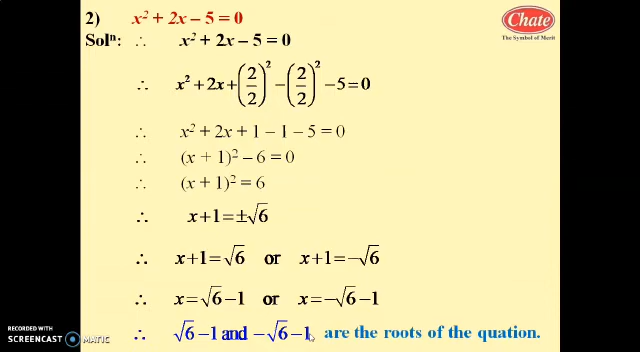 2) x² + 2x – 5 = 0
Chate
The Symbol of Merit
Solⁿ: ∴ x² + 2x – 5 = 0
∴ x² + 2x + (2/2)² – (2/2)² – 5 = 0
∴ x² + 2x + 1 – 1 – 5 = 0
∴ (x + 1)² – 6 = 0
∴ (x + 1)² = 6
∴ x + 1 = ±√6
∴ x + 1 = √6 or x + 1 = –√6
∴ x = √6 – 1 or x = –√6 – 1
∴ √6 – 1 and – √6 – 1 are the roots of the quation.
RECORDED WITH
SCREENCAST MATIC